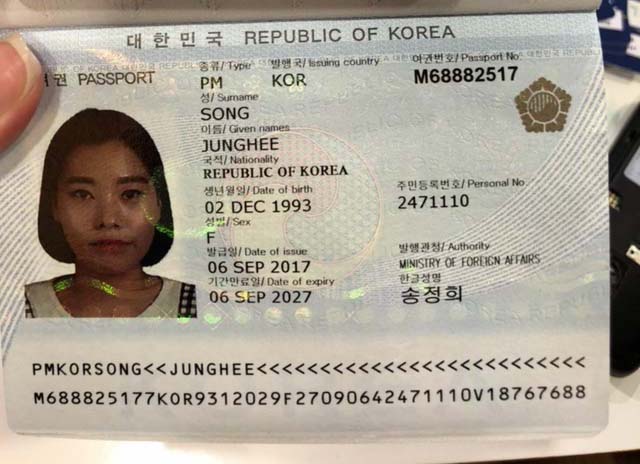 대한민국 REPUBLIC OF KOREA
권 PASSPORT
종류/ Type 발행국/ Issuing country 여권번호/ Passport No.
PM KOR M68882517
성/ Surname
SONG
이름/ Given names
JUNGHEE
국적/ Nationality
REPUBLIC OF KOREA
생년월일/ Date of birth 주민등록번호/ Personal No.
02 DEC 1993 2471110
성별/ Sex
F
발급일/ Date of issue 발행관청/ Authority
06 SEP 2017 MINISTRY OF FOREIGN AFFAIRS
기간만료일/ Date of expiry 한글성명
06 SEP 2027 송정희
PMKORSONG<<JUNGHEE<<<<<<<<<<<<<<<<<<<<<<<<<<
M688825177KOR9312029F27090642471110V18767688